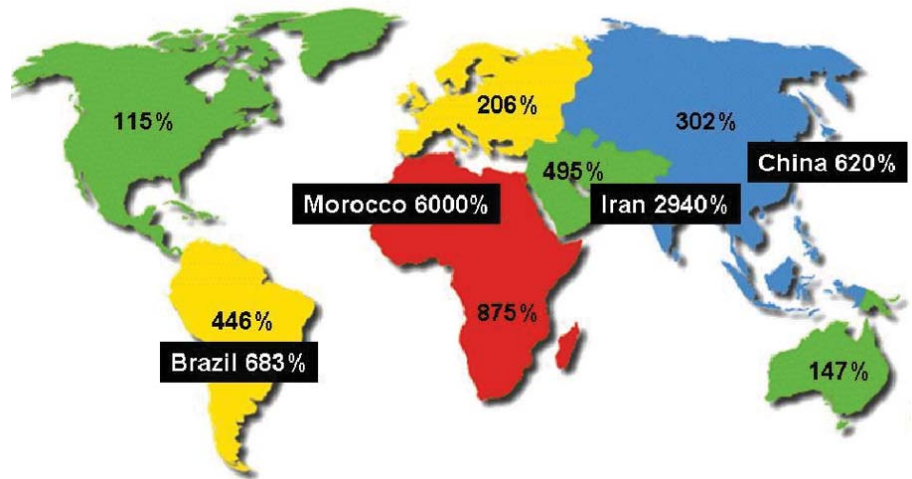 115%
206%
302%
China 620%
495%
Morocco 6000%
Iran 2940%
446%
875%
Brazil 683%
147%